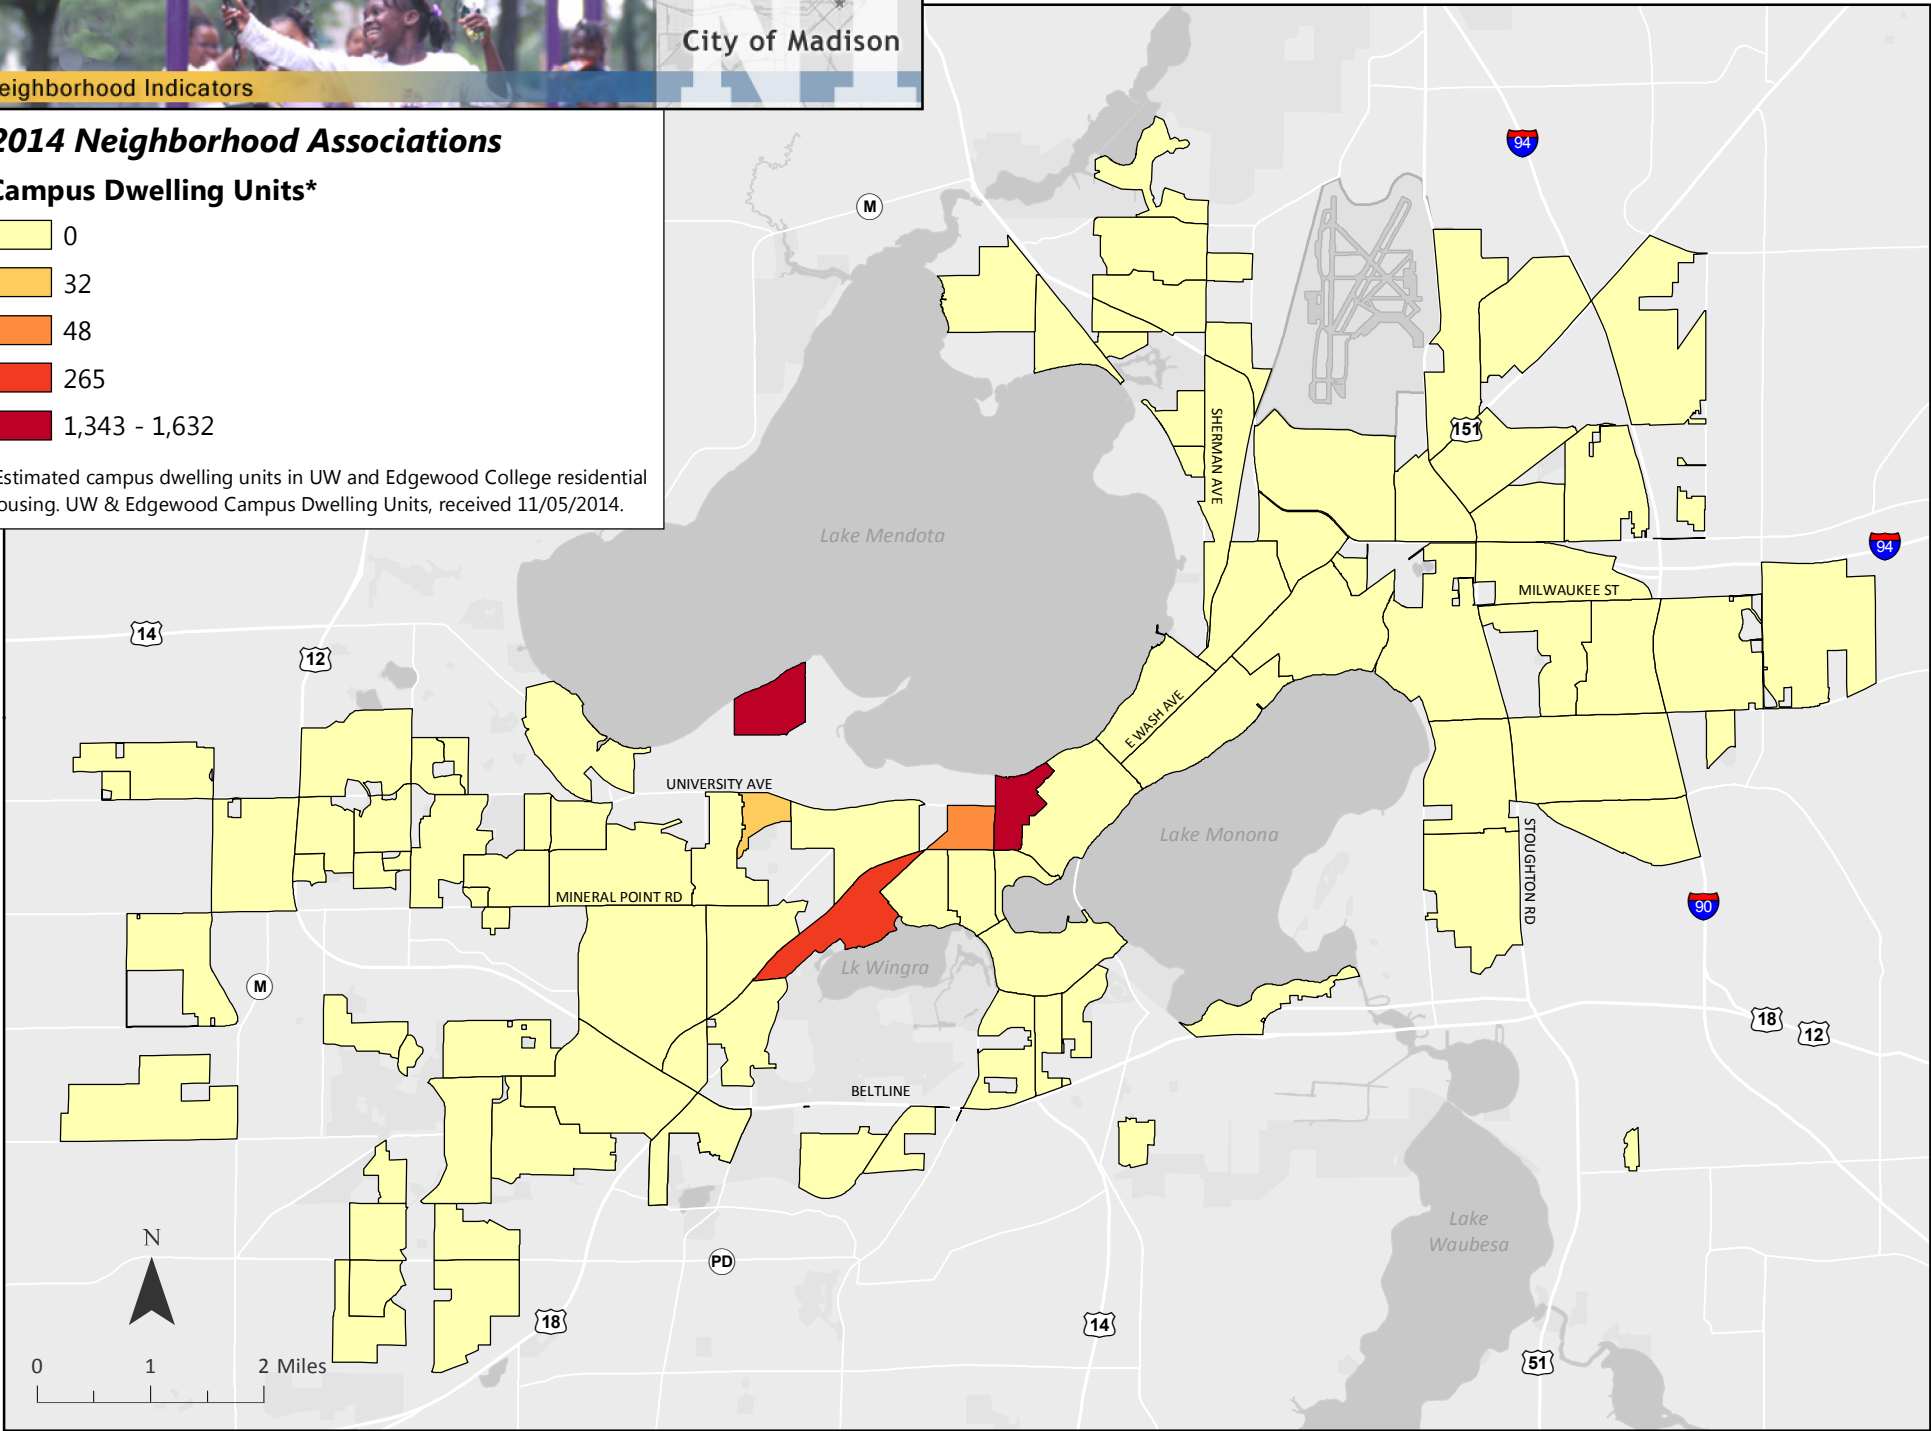 City of Madison
eighborhood Indicators
2014 Neighborhood Associations
Campus Dwelling Units*
0
32
48
265
1,343 - 1,632
Estimated campus dwelling units in UW and Edgewood College residential
ousing. UW & Edgewood Campus Dwelling Units, received 11/05/2014.
94
M
151
SHERMAN AVE
Lake Mendota
94
MILWAUKEE ST
14
12
E WASH AVE
UNIVERSITY AVE
Lake Monona
STOUGHTON RD
MINERAL POINT RD
90
Lk Wingra
M
18
12
BELTLINE
Lake
Waubesa
N
PD
18
14
51
0 1 2 Miles